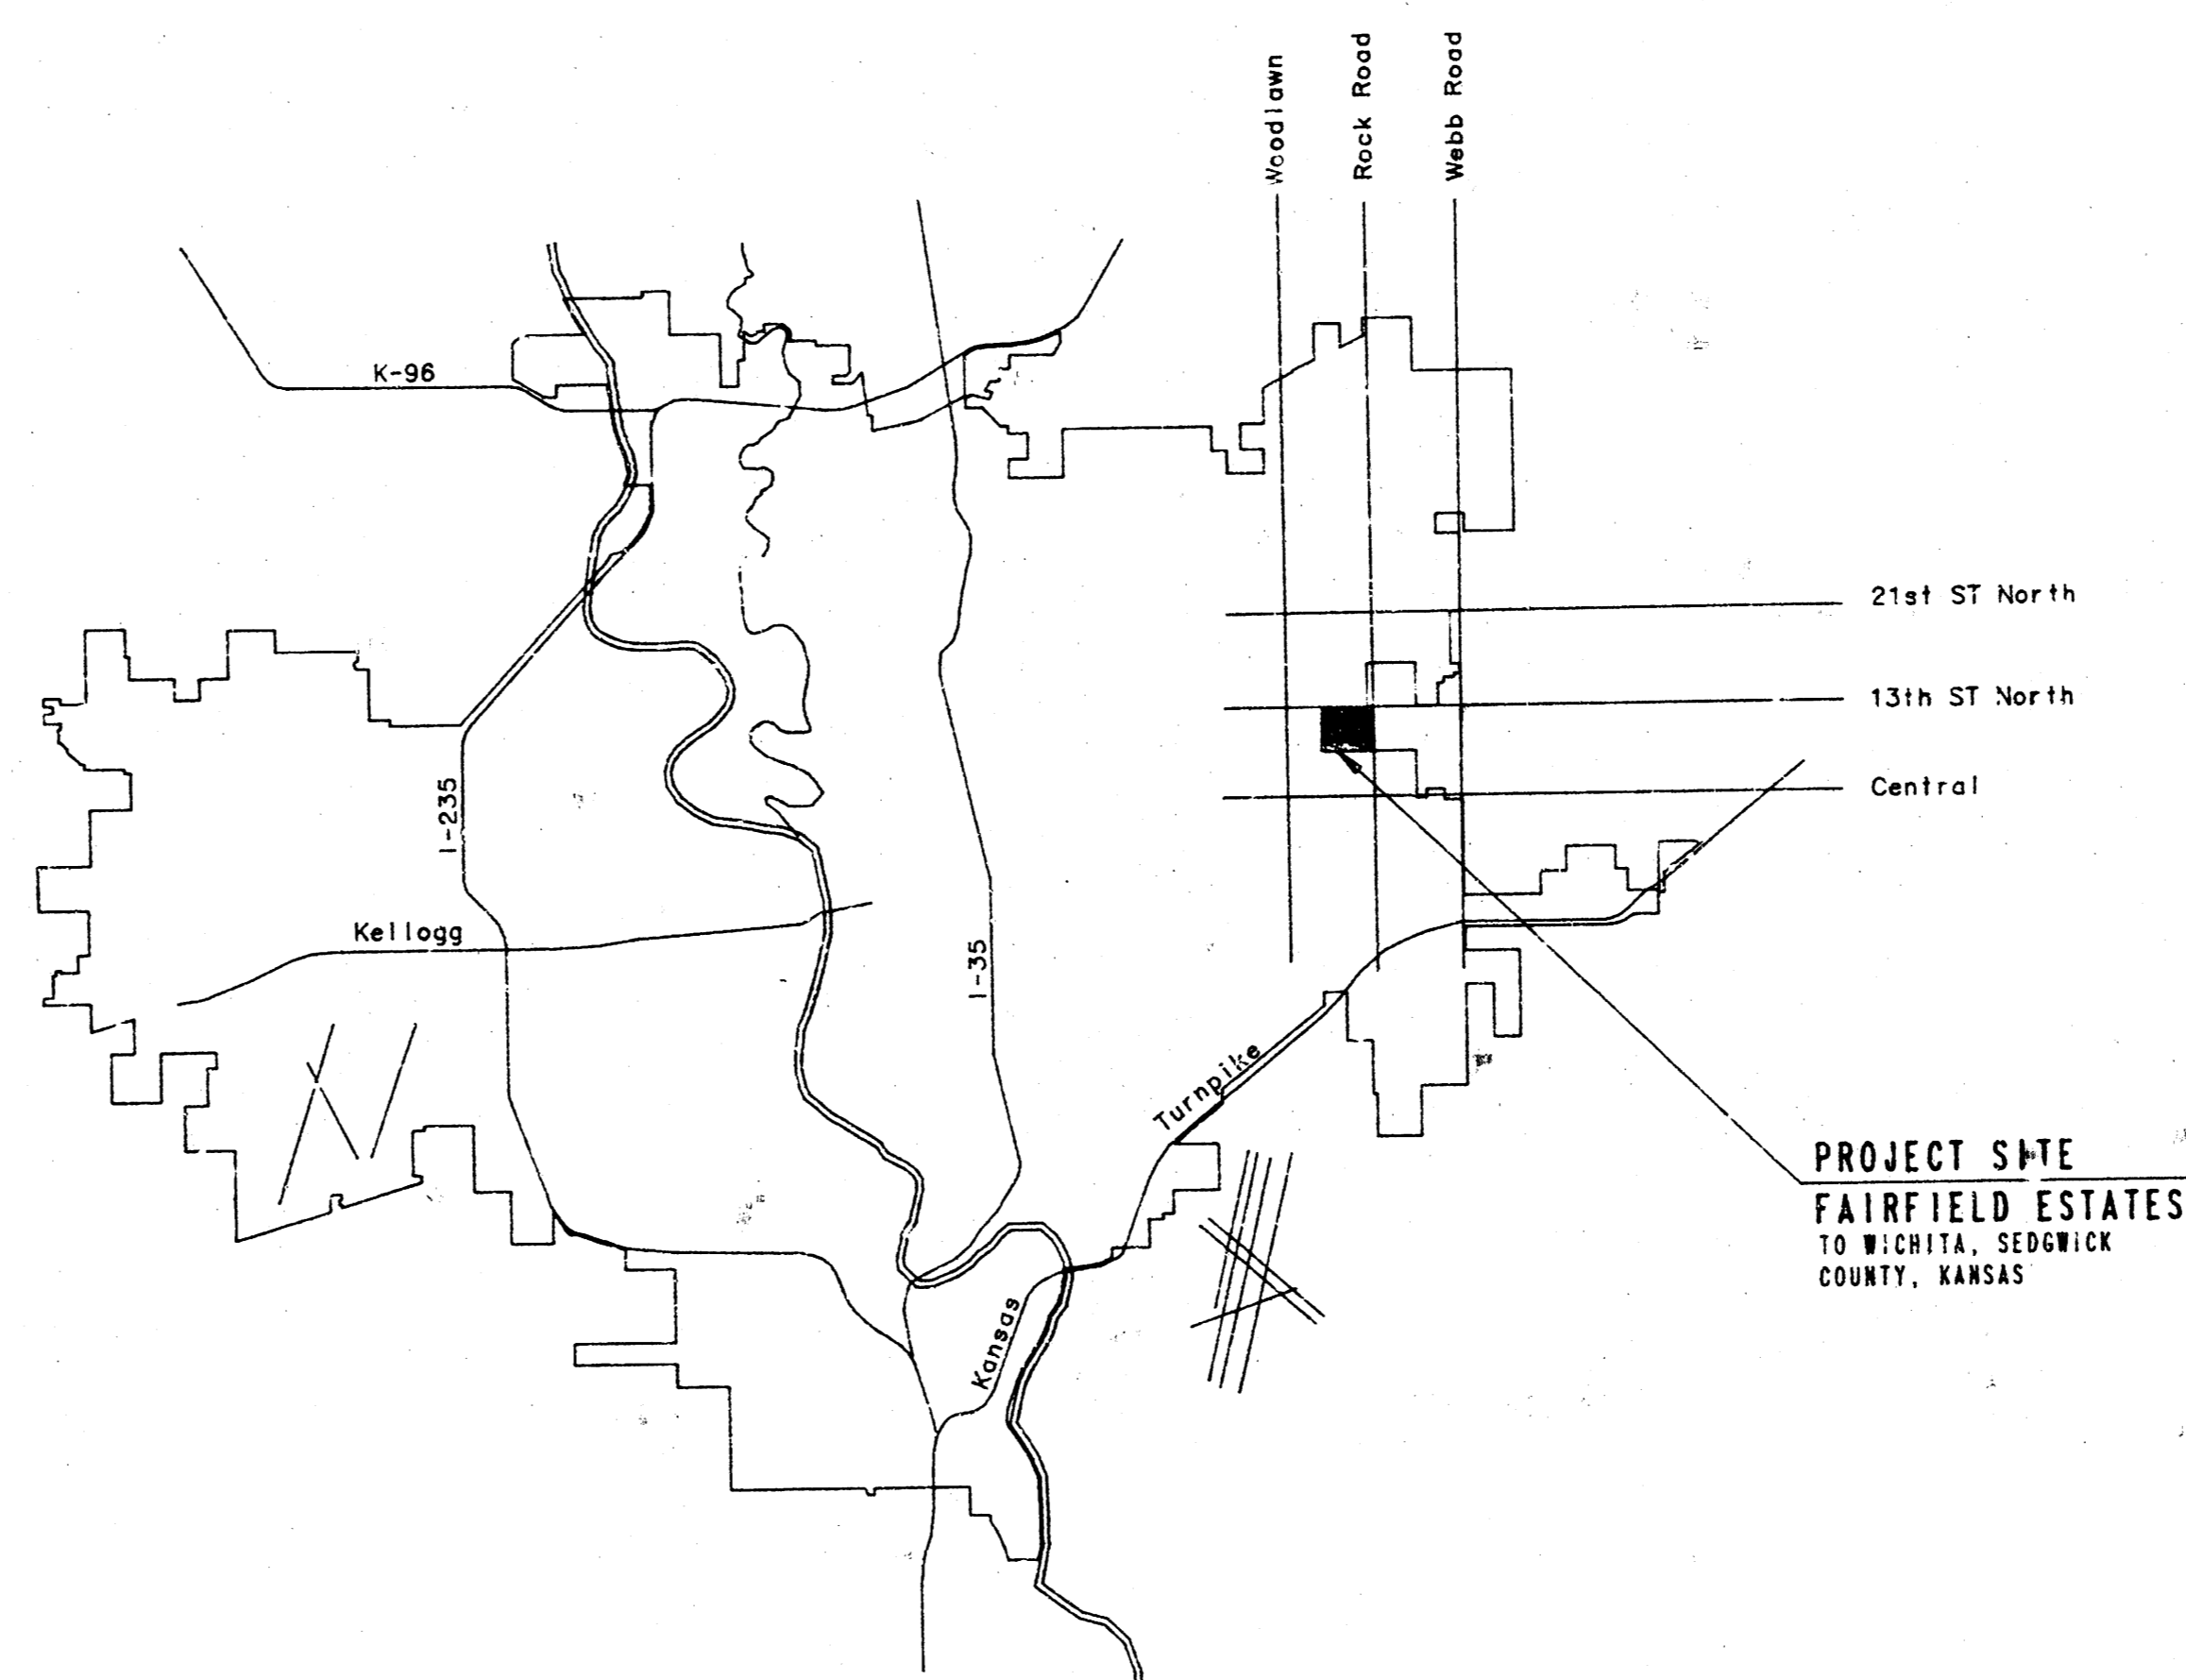 Woodlawn
Rock Road
Webb Road
K-96
21st ST North
13th ST North
Central
I-235
Kellogg
I-35
Turnpike
Kansas
PROJECT SITE
FAIRFIELD ESTATES
TO WICHITA, SEDGWICK
COUNTY, KANSAS